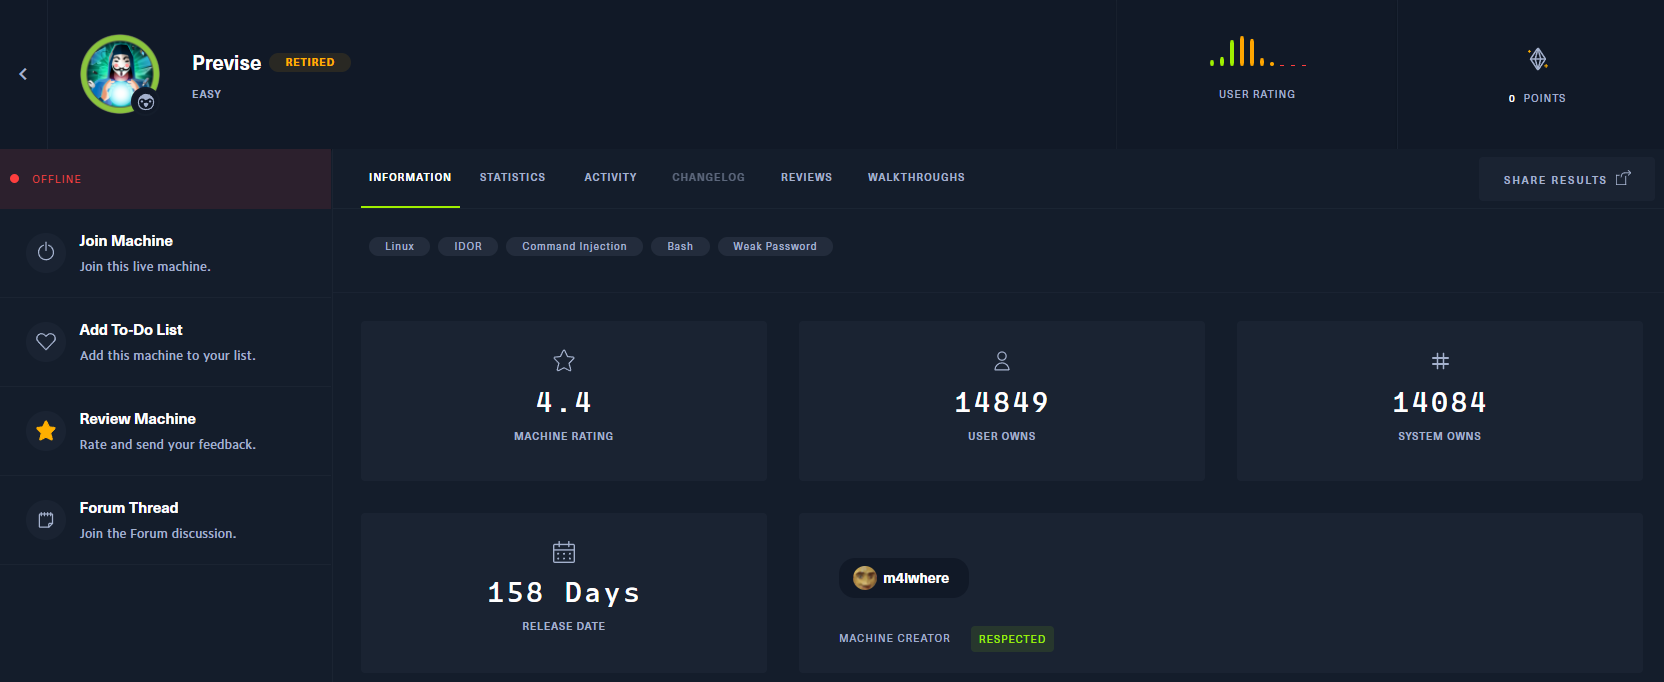 Previse RETIRED
EASY
USER RATING
0 POINTS
OFFLINE
INFORMATION STATISTICS ACTIVITY CHANGELOG REVIEWS WALKTHROUGHS
SHARE RESULTS
Join Machine
Join this live machine.
Add To-Do List
Add this machine to your list.
Review Machine
Rate and send your feedback.
Forum Thread
Join the Forum discussion.
Linux IDOR Command Injection Bash Weak Password
4.4
MACHINE RATING
14849
USER OWNS
14084
SYSTEM OWNS
158 Days
RELEASE DATE
m4lwhere
MACHINE CREATOR RESPECTED